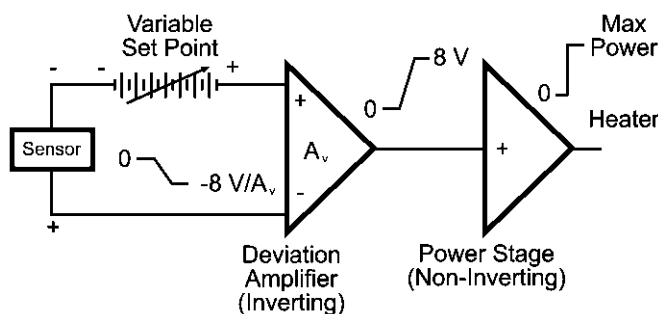 Variable
Set Point
- - +
Sensor
+
0
-8 V/Aᵥ
+
Aᵥ
-
0
8 V
Deviation
Amplifier
(Inverting)
+
Power Stage
(Non-Inverting)
Max
Power
0
Heater